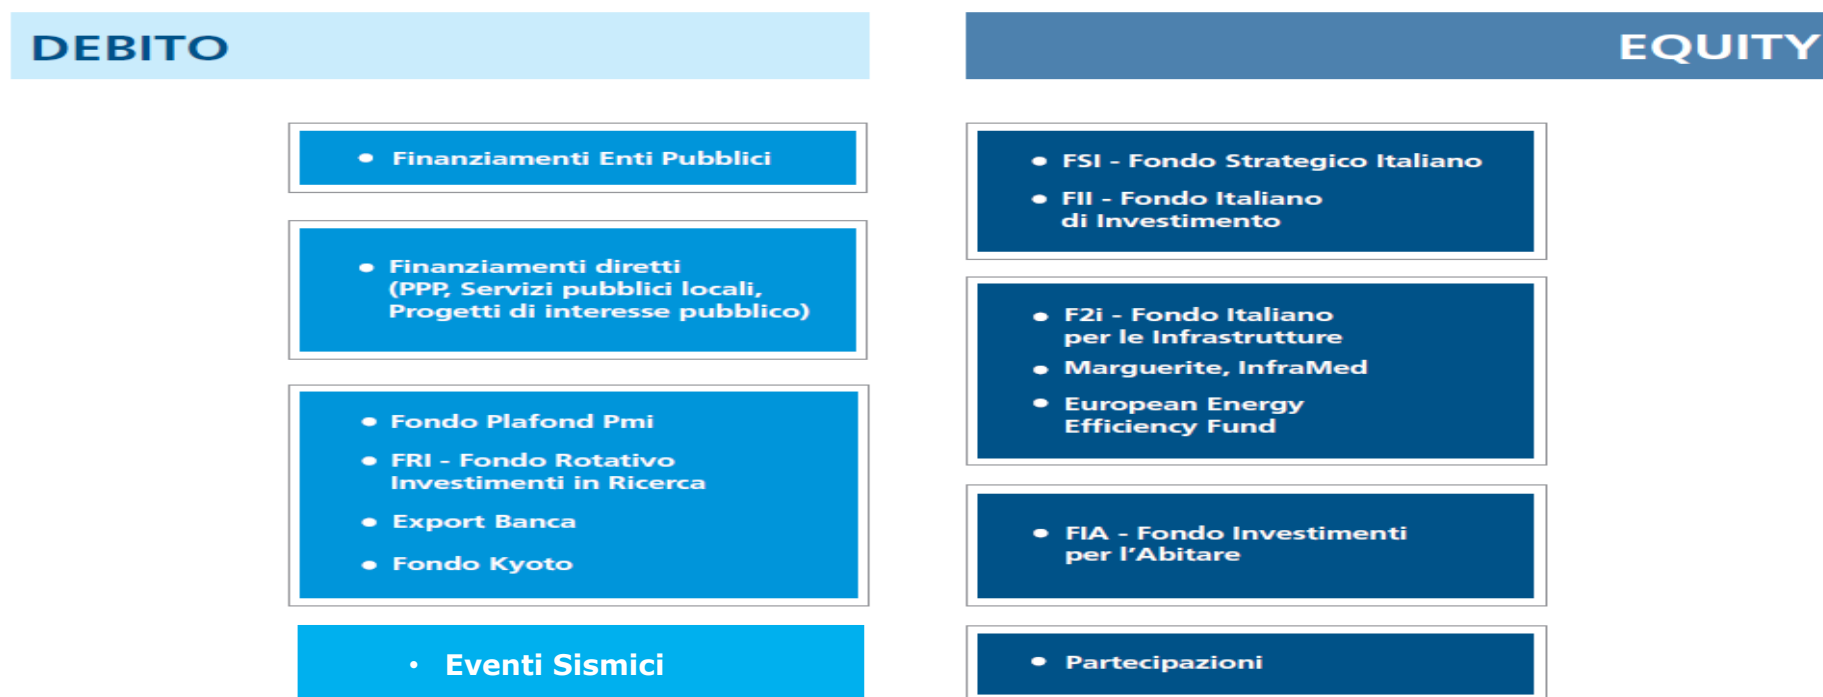 DEBITO
• Finanziamenti Enti Pubblici
• Finanziamenti diretti
(PPP, Servizi pubblici locali,
Progetti di interesse pubblico)
• Fondo Plafond Pmi
• FRI - Fondo Rotativo
Investimenti in Ricerca
• Export Banca
• Fondo Kyoto
• Eventi Sismici
EQUITY
• FSI - Fondo Strategico Italiano
• FII - Fondo Italiano
di Investimento
• F2i - Fondo Italiano
per le Infrastrutture
• Marguerite, InfraMed
• European Energy
Efficiency Fund
• FIA - Fondo Investimenti
per l'Abitare
• Partecipazioni